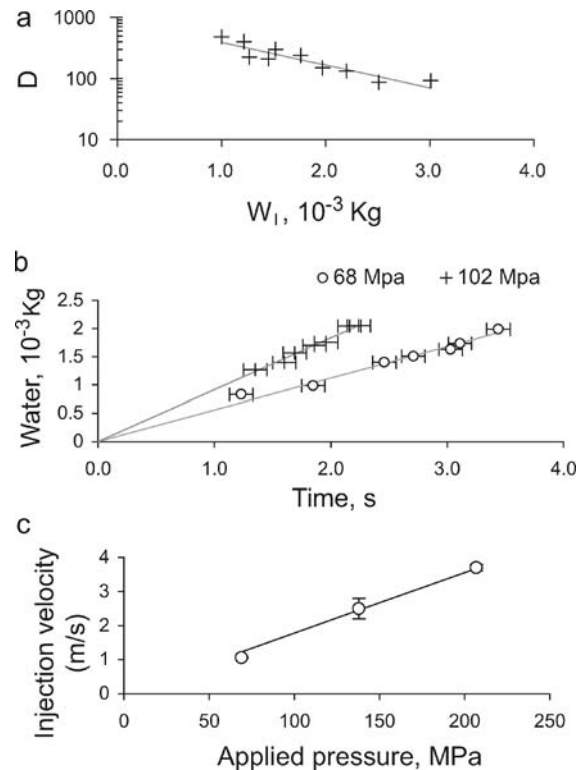 a
1000
100
10
D
0.0 1.0 2.0 3.0 4.0
W₁, 10⁻³ Kg
b
68 Mpa 102 Mpa
2.5
2
1.5
1
0.5
0
Water, 10⁻³Kg
0.0 1.0 2.0 3.0 4.0
Time, s
c
4
3
2
1
0
Injection velocity
(m/s)
0 50 100 150 200 250
Applied pressure, MPa